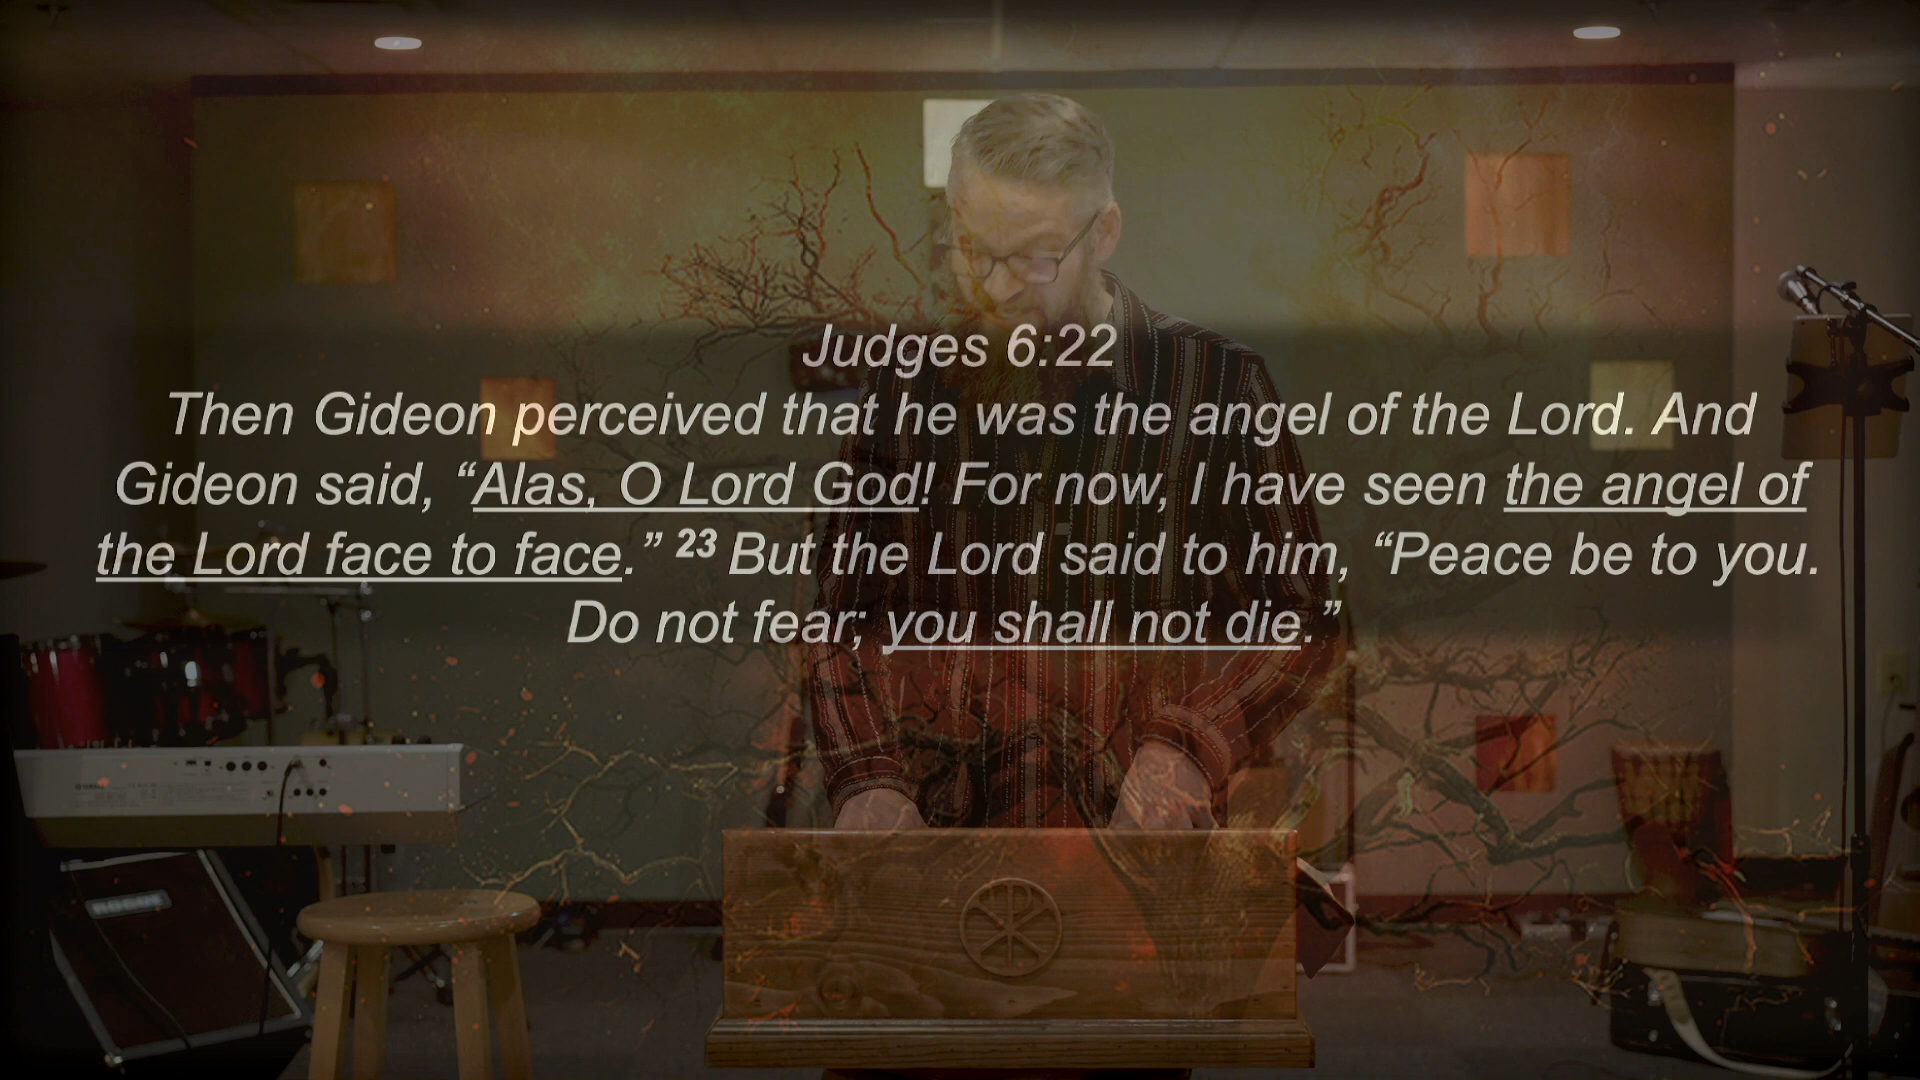 Judges 6:22
Then Gideon perceived that he was the angel of the Lord. And
Gideon said, “Alas, O Lord God! For now, I have seen the angel of
the Lord face to face.” 23 But the Lord said to him, “Peace be to you.
Do not fear; you shall not die.”
YAMAHA
ROGUE